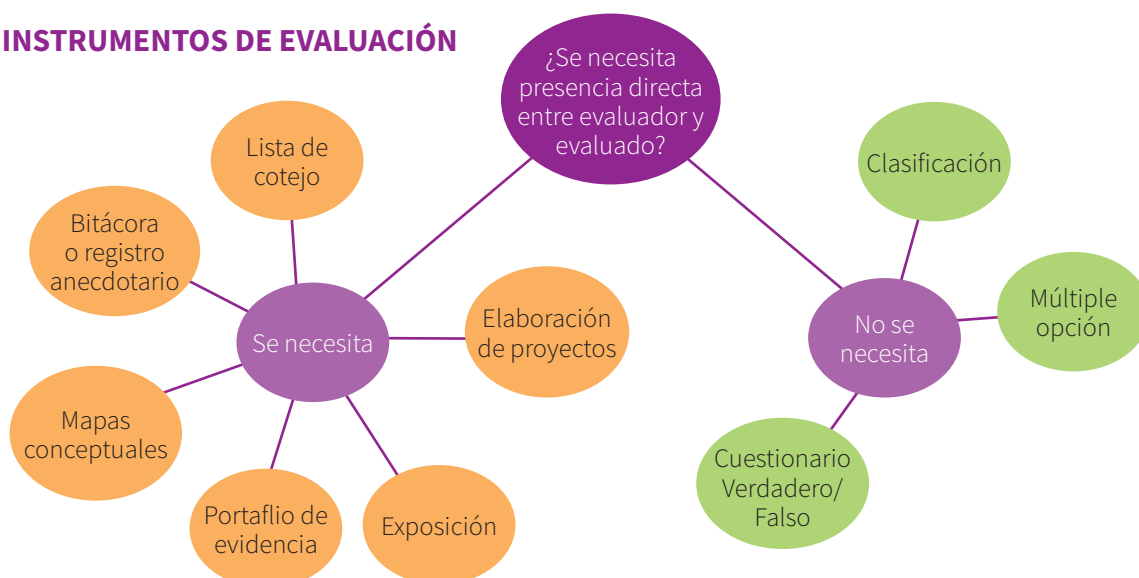 INSTRUMENTOS DE EVALUACIÓN
¿Se necesita
presencia directa
entre evaluador y
evaluado?
Lista de
cotejo
Bitácora
o registro
anecdotario
Se necesita
Elaboración
de proyectos
Mapas
conceptuales
Portaflio de
evidencia
Exposición
Clasificación
No se
necesita
Múltiple
opción
Cuestionario
Verdadero/
Falso